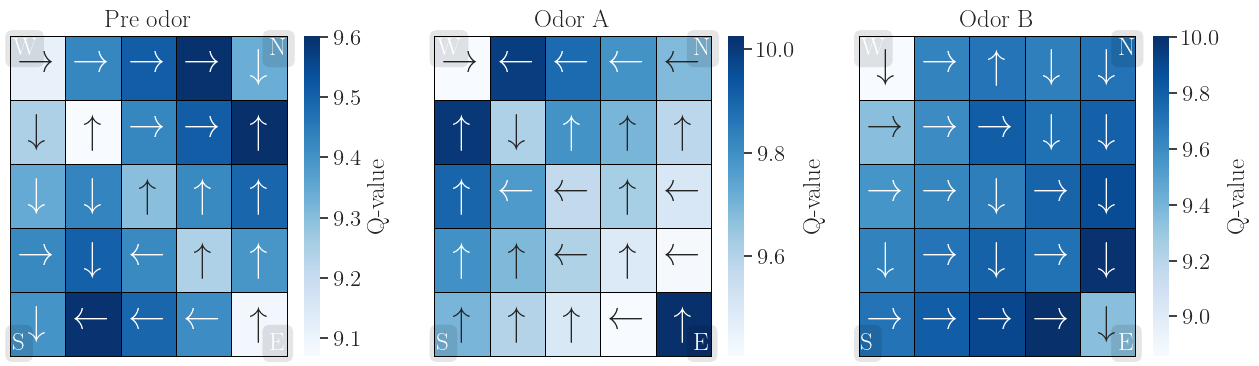 Pre odor
W
N
S
E
9.6
9.5
9.4
9.3
9.2
9.1
Q-value
Odor A
W
N
S
E
10.0
9.8
9.6
Q-value
Odor B
W
N
S
E
10.0
9.8
9.6
9.4
9.2
9.0
Q-value